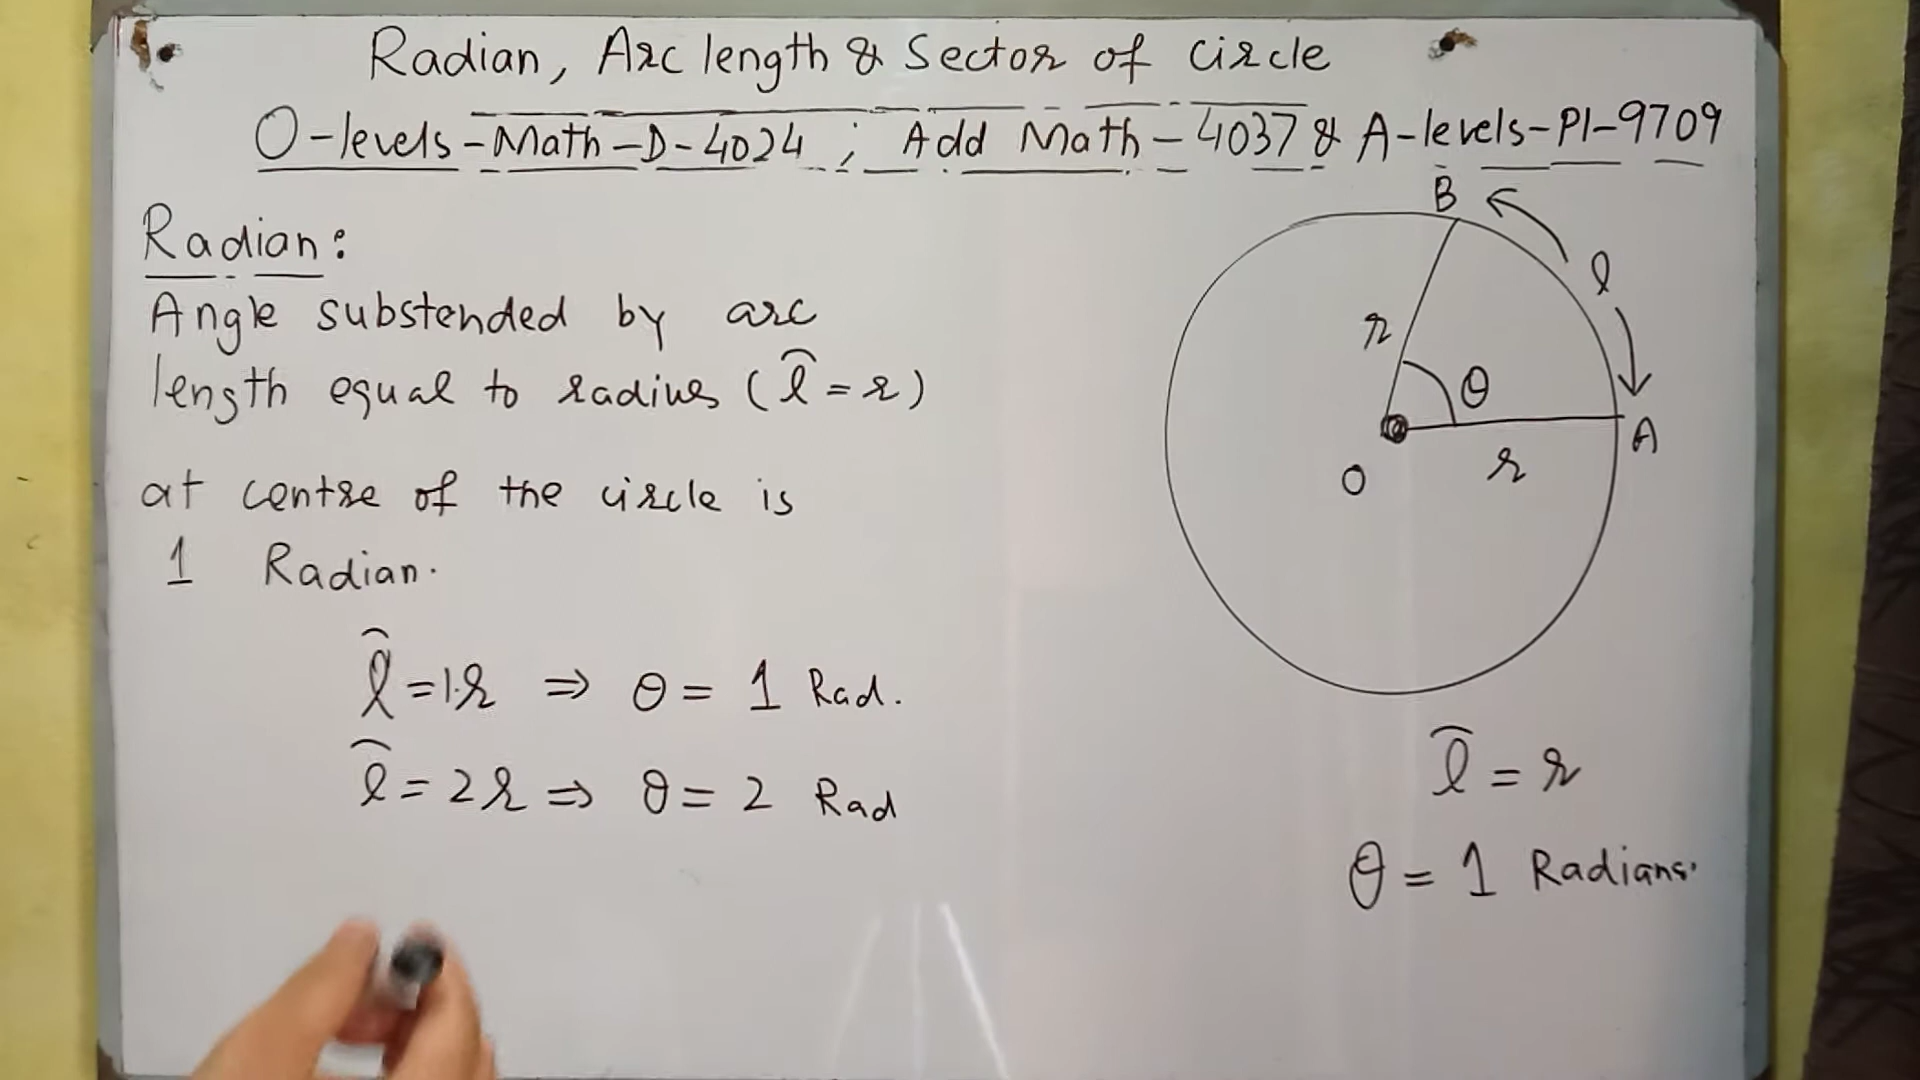 Radian, Arc length & Sector of circle
O-levels-Math-D-4024 ; Add Math-4037 & A-levels-P1-9709
Radian:
Angle substended by arc
length equal to radius (l̂ = r)
at centre of the circle is
1 Radian.
l̂ = 1.r ⇒ θ = 1 Rad.
l̂ = 2r ⇒ θ = 2 Rad
B
l
r
θ
A
r
O
l̂ = r
θ = 1 Radians.